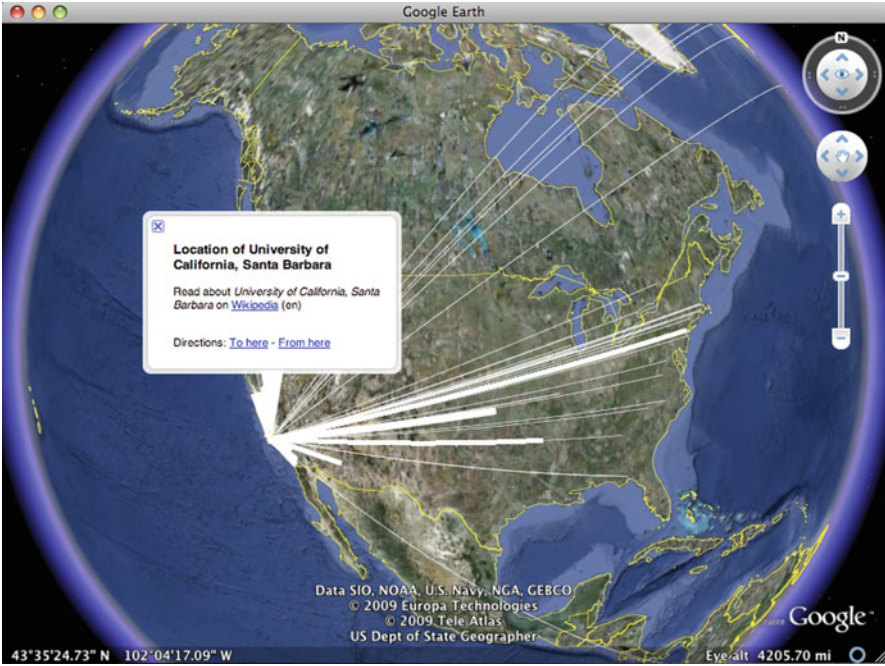 Google Earth
N
Location of University of
California, Santa Barbara
Read about University of California, Santa
Barbara on Wikipedia (en)
Directions: To here - From here
Data SIO, NOAA, U.S. Navy, NGA, GEBCO
© 2009 Europa Technologies
© 2009 Tele Atlas
US Dept of State Geographer
Google™
43°35'24.73" N 102°04'17.09" W
Eye alt 4205.70 mi